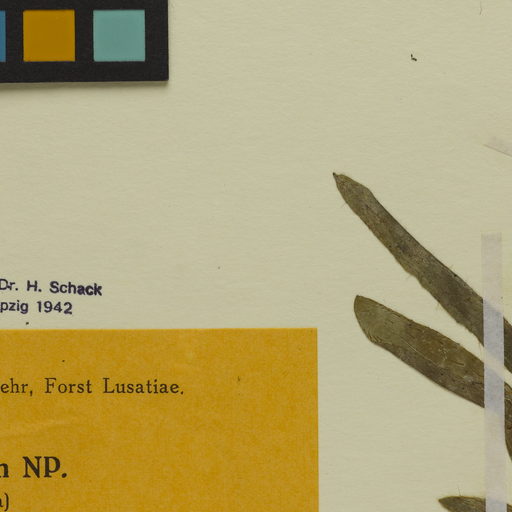 Dr. H. Schack
pzig 1942
ehr, Forst Lusatiae.
n NP.
a)